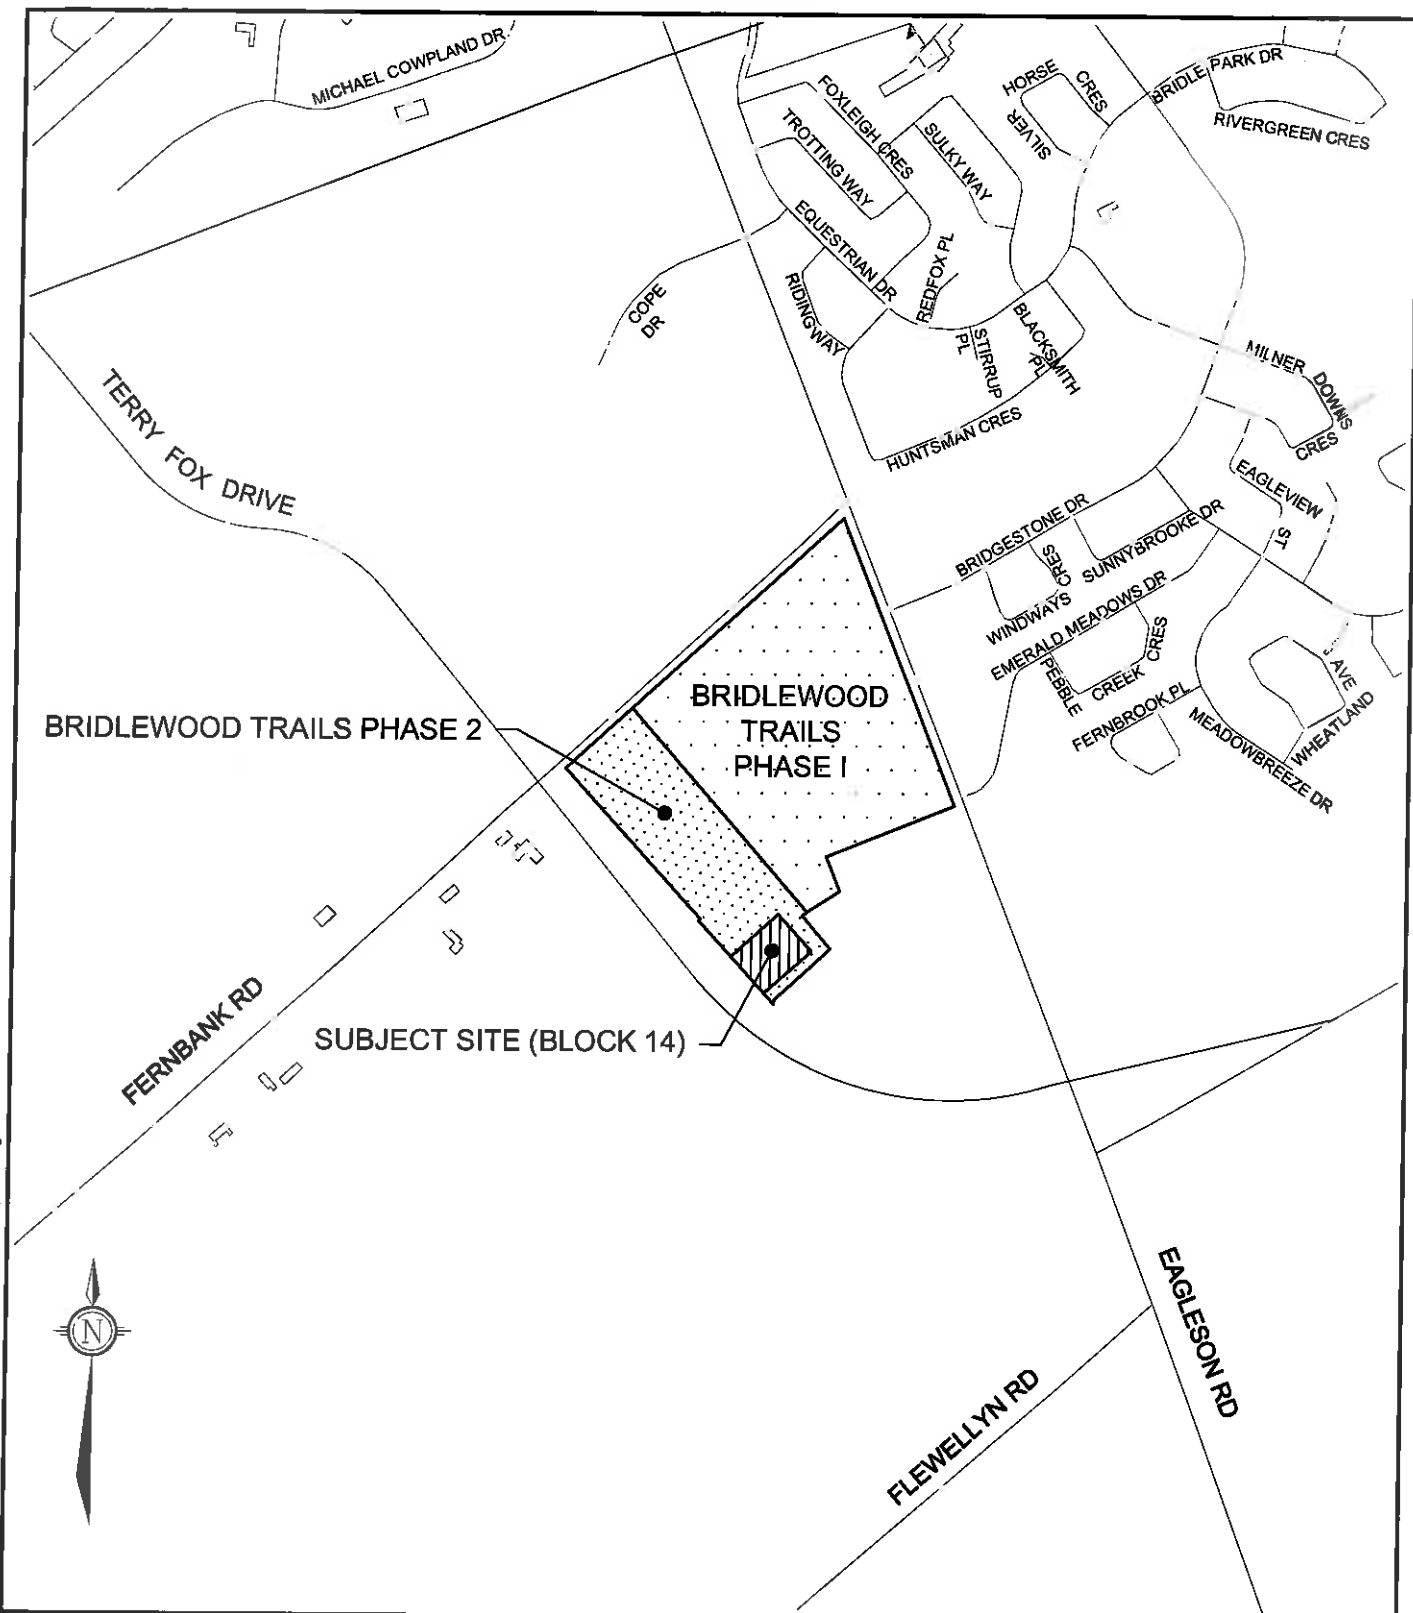 MICHAEL COWPLAND DR.
FOXLEIGH CRES
TROTTING WAY
SULKY WAY
HORSE
CRES
SILVER
BRIDLE PARK DR
RIVERGREEN CRES
EQUESTRIAN DR
REDFOX PL
RIDING WAY
COPE
DR
STIRRUP
PL
BLACKSMITH
PL
HUNTSMAN CRES
MILNER
DOWNS
CRES
EAGLEVIEW
ST
TERRY FOX DRIVE
BRIDGESTONE DR
SUNNYBROOKE DR
CRES
WINDWAYS
EMERALD MEADOWS DR
PEBBLE
CREEK
CRES
FERNBROOK PL
MEADOWBREEZE DR
AVE
WHEATLAND
BRIDLEWOOD
TRAILS
PHASE I
BRIDLEWOOD TRAILS PHASE 2
SUBJECT SITE (BLOCK 14)
FERNBANK RD
N
EAGLESON RD
FLEWELLYN RD